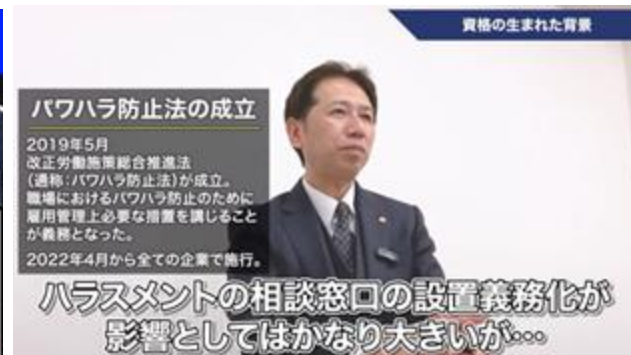 資格の生まれた背景
パワハラ防止法の成立
2019年5月
改正労働施策総合推進法
(通称:パワハラ防止法)が成立。
職場におけるパワハラ防止のために
雇用管理上必要な措置を講じること
が義務となった。
2022年4月から全ての企業で施行。
ハラスメントの相談窓口の設置義務化が
影響としてはかなり大きいが…